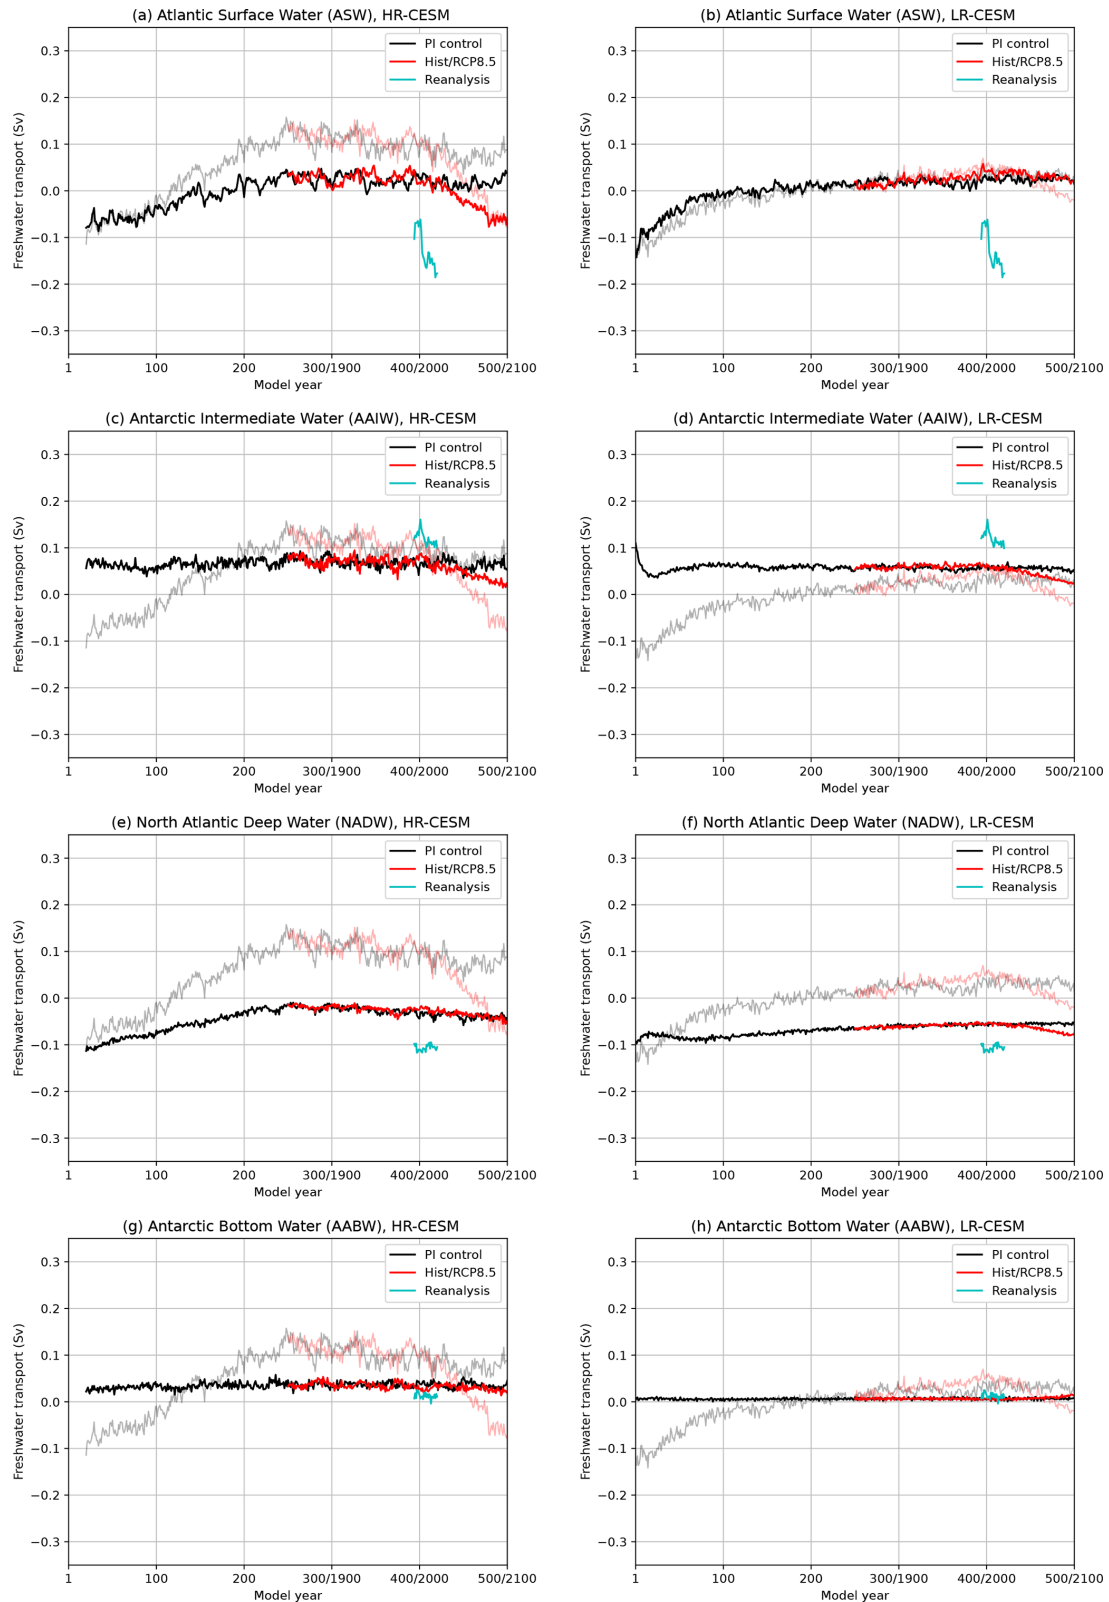 (a) Atlantic Surface Water (ASW), HR-CESM
PI control
Hist/RCP8.5
Reanalysis
0.3
0.2
0.1
0.0
−0.1
−0.2
−0.3
Freshwater transport (Sv)
1
100
200
300/1900
400/2000
500/2100
Model year
(b) Atlantic Surface Water (ASW), LR-CESM
PI control
Hist/RCP8.5
Reanalysis
0.3
0.2
0.1
0.0
−0.1
−0.2
−0.3
Freshwater transport (Sv)
1
100
200
300/1900
400/2000
500/2100
Model year
(c) Antarctic Intermediate Water (AAIW), HR-CESM
PI control
Hist/RCP8.5
Reanalysis
0.3
0.2
0.1
0.0
−0.1
−0.2
−0.3
Freshwater transport (Sv)
1
100
200
300/1900
400/2000
500/2100
Model year
(d) Antarctic Intermediate Water (AAIW), LR-CESM
PI control
Hist/RCP8.5
Reanalysis
0.3
0.2
0.1
0.0
−0.1
−0.2
−0.3
Freshwater transport (Sv)
1
100
200
300/1900
400/2000
500/2100
Model year
(e) North Atlantic Deep Water (NADW), HR-CESM
PI control
Hist/RCP8.5
Reanalysis
0.3
0.2
0.1
0.0
−0.1
−0.2
−0.3
Freshwater transport (Sv)
1
100
200
300/1900
400/2000
500/2100
Model year
(f) North Atlantic Deep Water (NADW), LR-CESM
PI control
Hist/RCP8.5
Reanalysis
0.3
0.2
0.1
0.0
−0.1
−0.2
−0.3
Freshwater transport (Sv)
1
100
200
300/1900
400/2000
500/2100
Model year
(g) Antarctic Bottom Water (AABW), HR-CESM
PI control
Hist/RCP8.5
Reanalysis
0.3
0.2
0.1
0.0
−0.1
−0.2
−0.3
Freshwater transport (Sv)
1
100
200
300/1900
400/2000
500/2100
Model year
(h) Antarctic Bottom Water (AABW), LR-CESM
PI control
Hist/RCP8.5
Reanalysis
0.3
0.2
0.1
0.0
−0.1
−0.2
−0.3
Freshwater transport (Sv)
1
100
200
300/1900
400/2000
500/2100
Model year